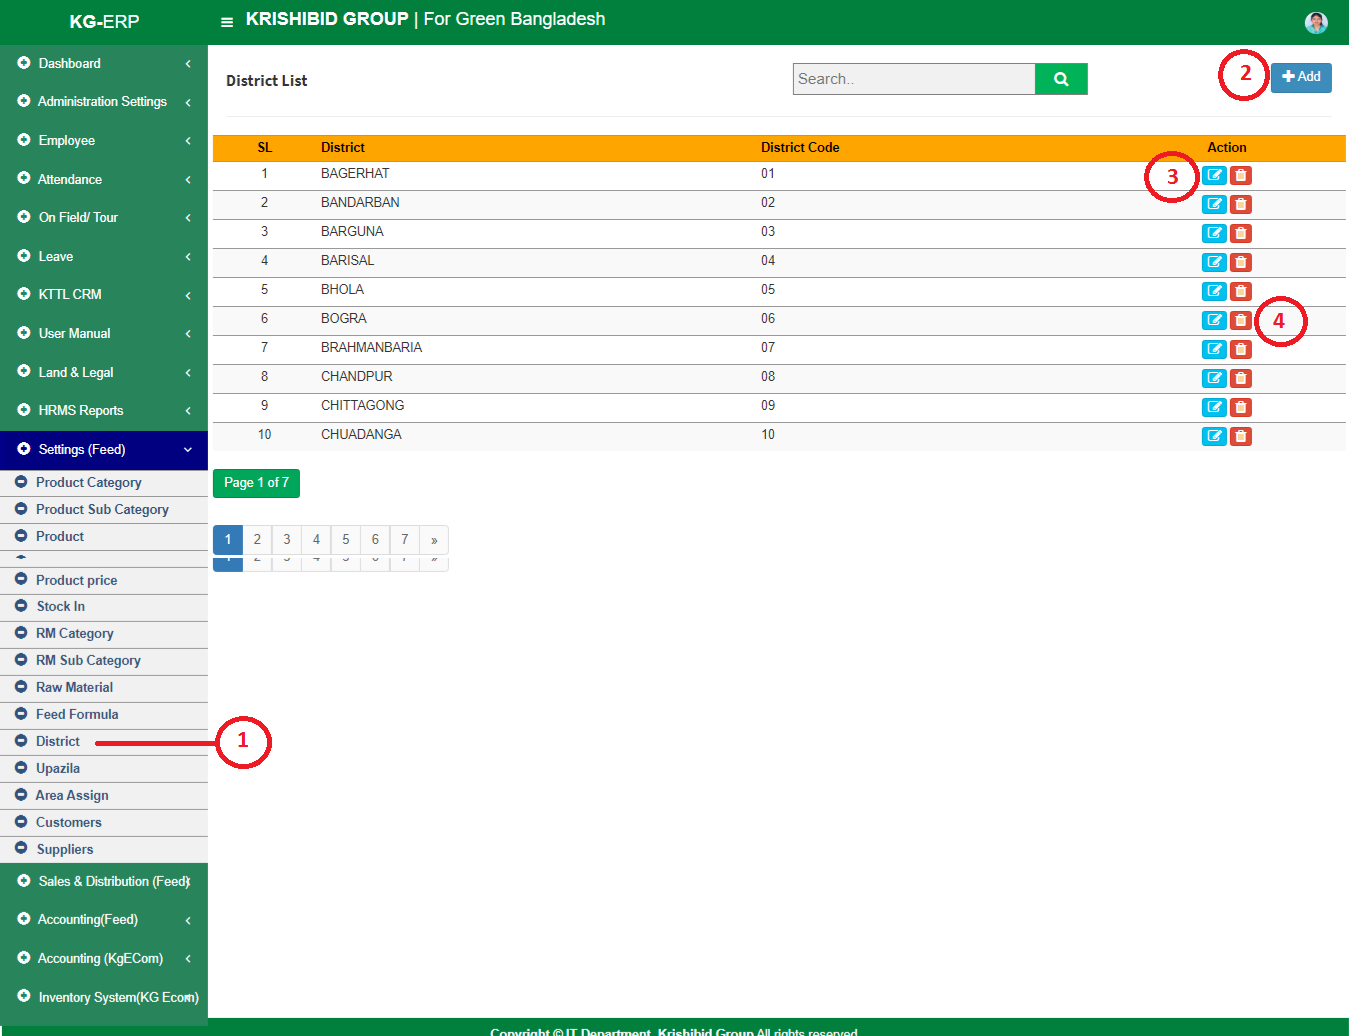 KG-ERP
KRISHIBID GROUP | For Green Bangladesh
Dashboard
Administration Settings
Employee
Attendance
On Field/ Tour
Leave
KTTL CRM
User Manual
Land & Legal
HRMS Reports
Settings (Feed)
Product Category
Product Sub Category
Product
Product price
Stock In
RM Category
RM Sub Category
Raw Material
Feed Formula
District
1
Upazila
Area Assign
Customers
Suppliers
Sales & Distribution (Feed)
Accounting(Feed)
Accounting (KgECom)
Inventory System(KG Ecom)
District List
Search..
2
Add
SL District District Code Action
1 BAGERHAT 01 3
2 BANDARBAN 02
3 BARGUNA 03
4 BARISAL 04
5 BHOLA 05
6 BOGRA 06 4
7 BRAHMANBARIA 07
8 CHANDPUR 08
9 CHITTAGONG 09
10 CHUADANGA 10
Page 1 of 7
1 2 3 4 5 6 7 »
Copyright © IT Department, Krishibid Group All rights reserved